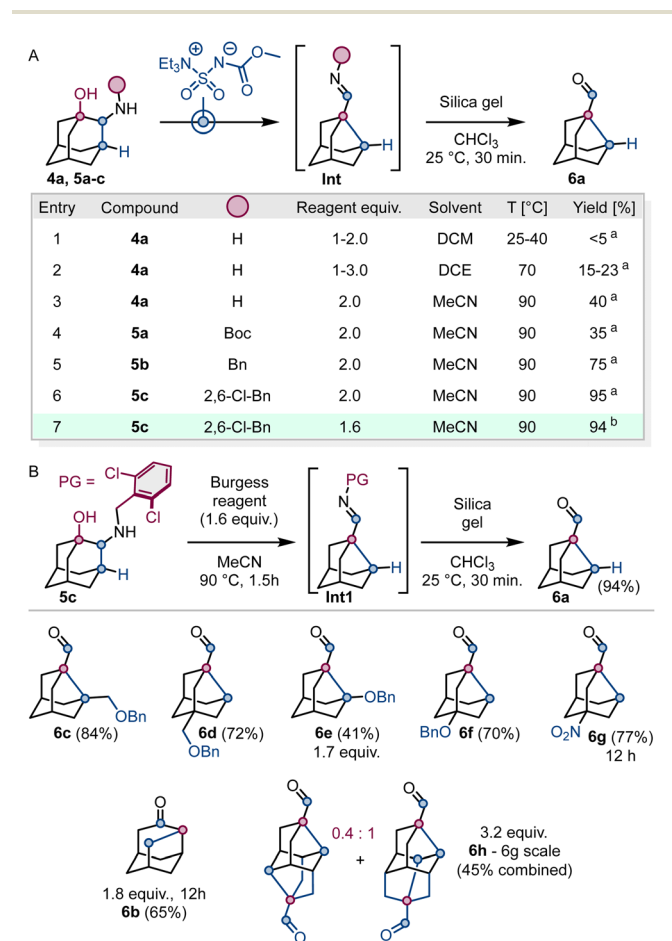 A
Et₃N
⊕
⊖
N
O
S
O
O
O
OH
NH
H
4a, 5a-c
N
H
Int
Silica gel
CHCl₃
25 °C, 30 min.
O
H
6a
Entry Compound Reagent equiv. Solvent T [°C] Yield [%]
1 4a H 1-2.0 DCM 25-40 <5 a
2 4a H 1-3.0 DCE 70 15-23 a
3 4a H 2.0 MeCN 90 40 a
4 5a Boc 2.0 MeCN 90 35 a
5 5b Bn 2.0 MeCN 90 75 a
6 5c 2,6-Cl-Bn 2.0 MeCN 90 95 a
7 5c 2,6-Cl-Bn 1.6 MeCN 90 94 b
B
PG =
Cl
Cl
OH
NH
H
5c
Burgess
reagent
(1.6 equiv.)
MeCN
90 °C, 1.5h
PG
N
H
Int1
Silica
gel
CHCl₃
25 °C, 30 min.
O
H
(94%)
6a
O
OBn
6c (84%)
O
OBn
6d (72%)
O
OBn
6e (41%)
1.7 equiv.
O
BnO
6f (70%)
O
O₂N
6g (77%)
12 h
O
1.8 equiv., 12h
6b (65%)
O
O
0.4 : 1
+
O
O
3.2 equiv.
6h - 6g scale
(45% combined)